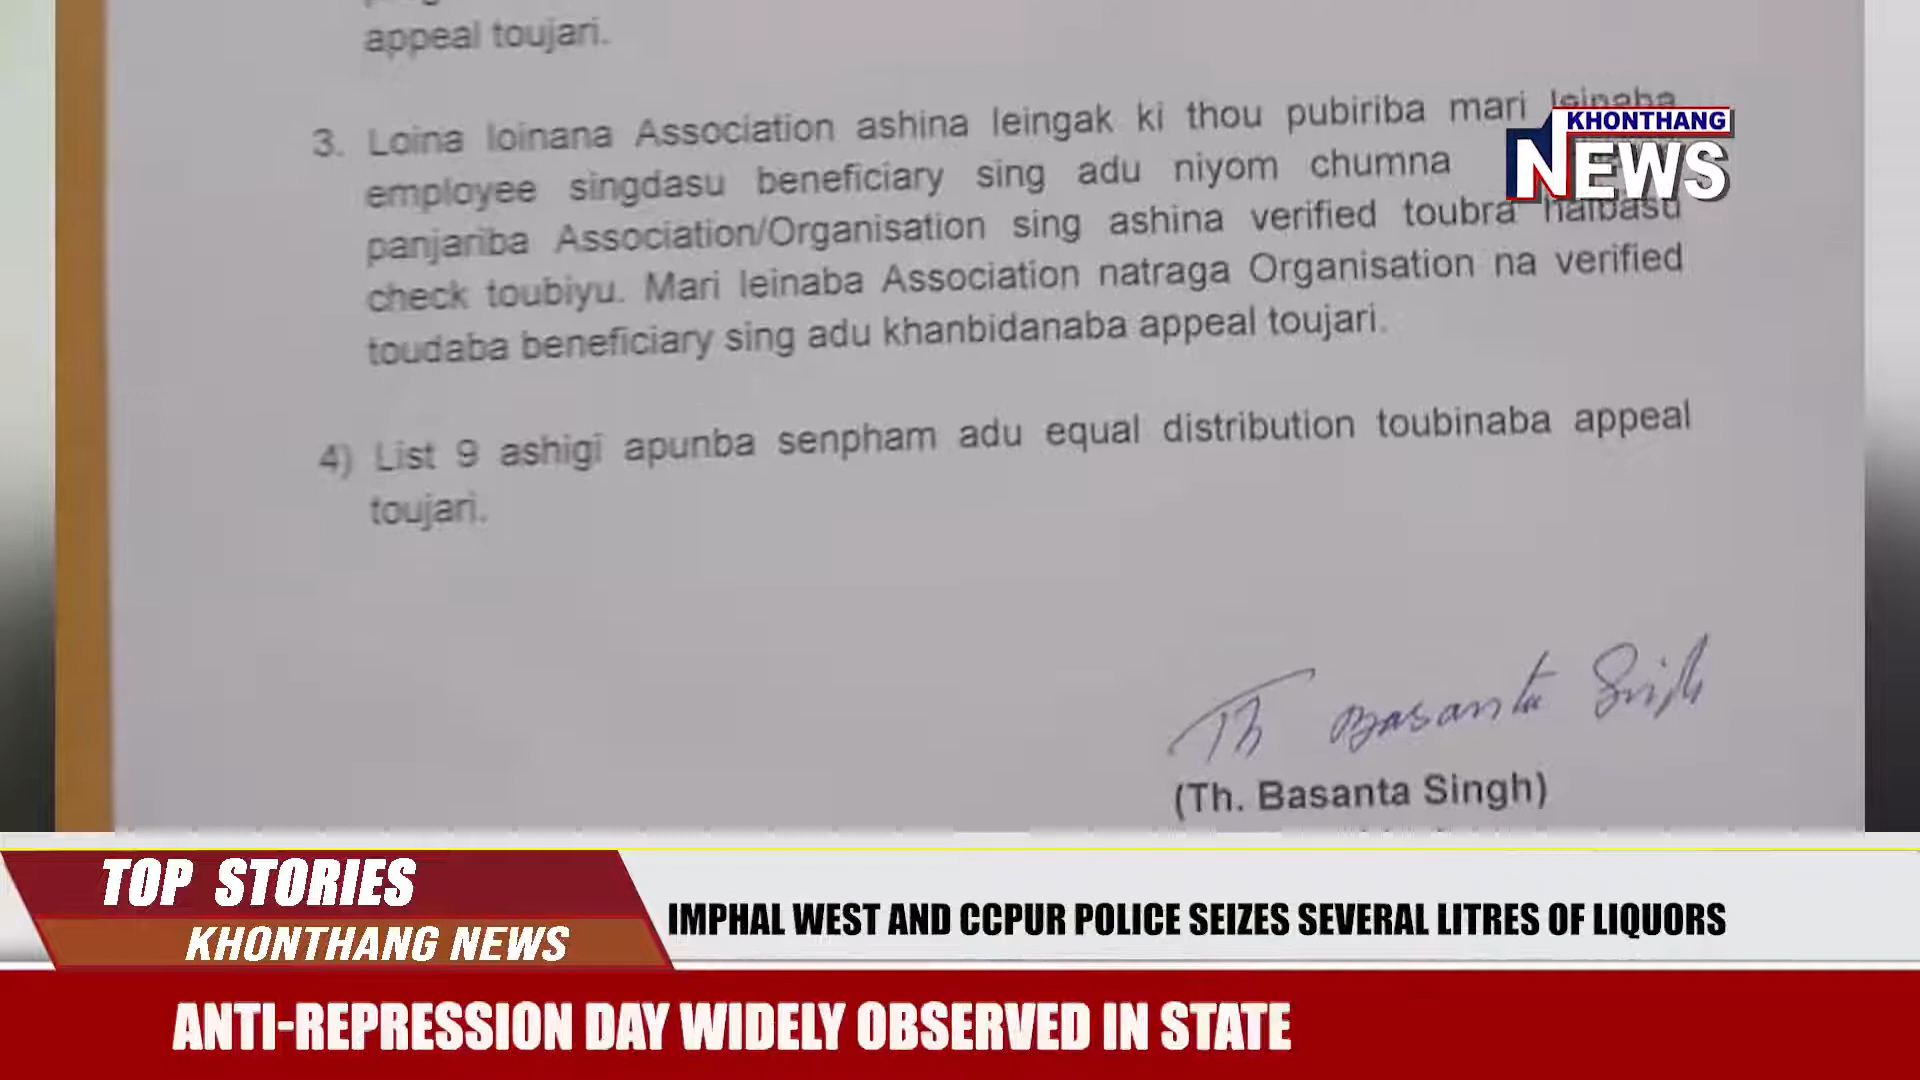 appeal toujari.
3. Loina loinana Association ashina leingak ki thou pubiriba mari leinaba
employee singdasu beneficiary sing adu niyom chumna
panjariba Association/Organisation sing ashina verified toubra haibasu
check toubiyu. Mari leinaba Association natraga Organisation na verified
toudaba beneficiary sing adu khanbidanaba appeal toujari.
4) List 9 ashigi apunba senpham adu equal distribution toubinaba appeal
toujari.
Th Basanta Singh
(Th. Basanta Singh)
KHONTHANG
NEWS
TOP STORIES
KHONTHANG NEWS
IMPHAL WEST AND CCPUR POLICE SEIZES SEVERAL LITRES OF LIQUORS
ANTI-REPRESSION DAY WIDELY OBSERVED IN STATE